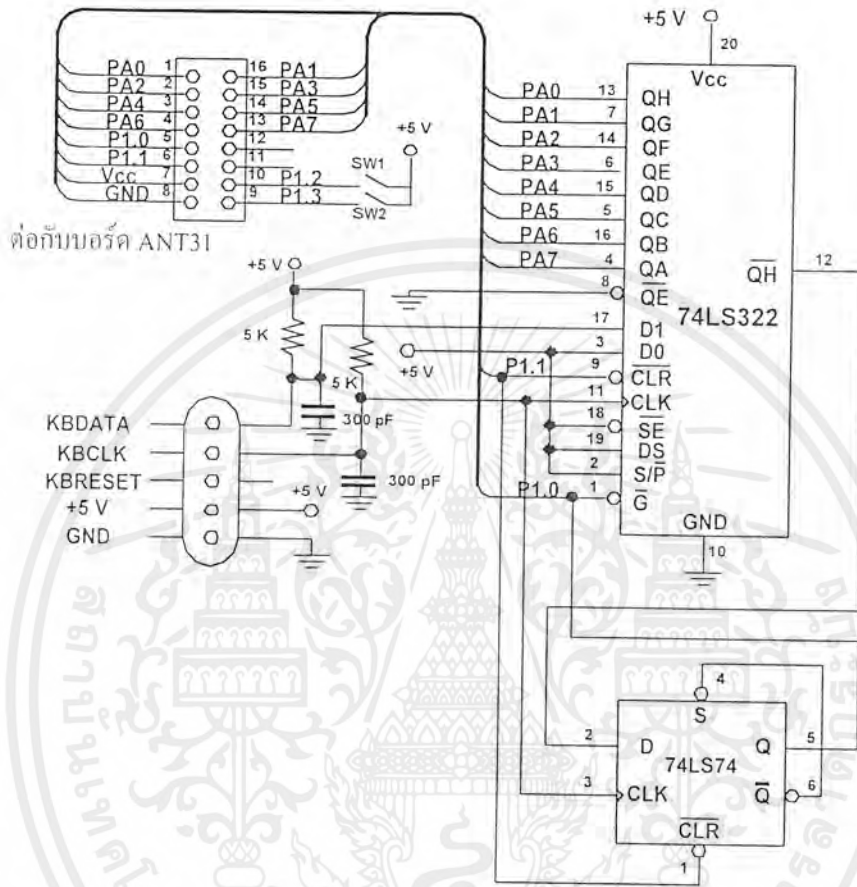 +5 V
20
Vcc
PA0 1 16 PA1
PA2 2 15 PA3
PA4 3 14 PA5
PA6 4 13 PA7
P1.0 5 12
P1.1 6 11
Vcc 7 10 P1.2
GND 8 9 P1.3
SW1
SW2
+5 V
ต่อกับบอร์ด ANT31
PA0 13 QH
PA1 7 QG
PA2 14 QF
PA3 6 QE
PA4 15 QD
PA5 5 QC
PA6 16 QB
PA7 4 QA
8 Q̅E̅
Q̅H̅ 12
74LS322
17 D1
3 D0
P1.1 9 C̅L̅R̅
11 CLK
18 S̅E̅
19 DS
2 S/P̅
P1.0 1 G̅
GND
10
+5 V
5 K
5 K
+5 V
300 pF
300 pF
KBDATA
KBCLK
KBRESET
+5 V
GND
+5 V
4
S
2 D
Q 5
74LS74
3 CLK
Q̅ 6
C̅L̅R̅
1